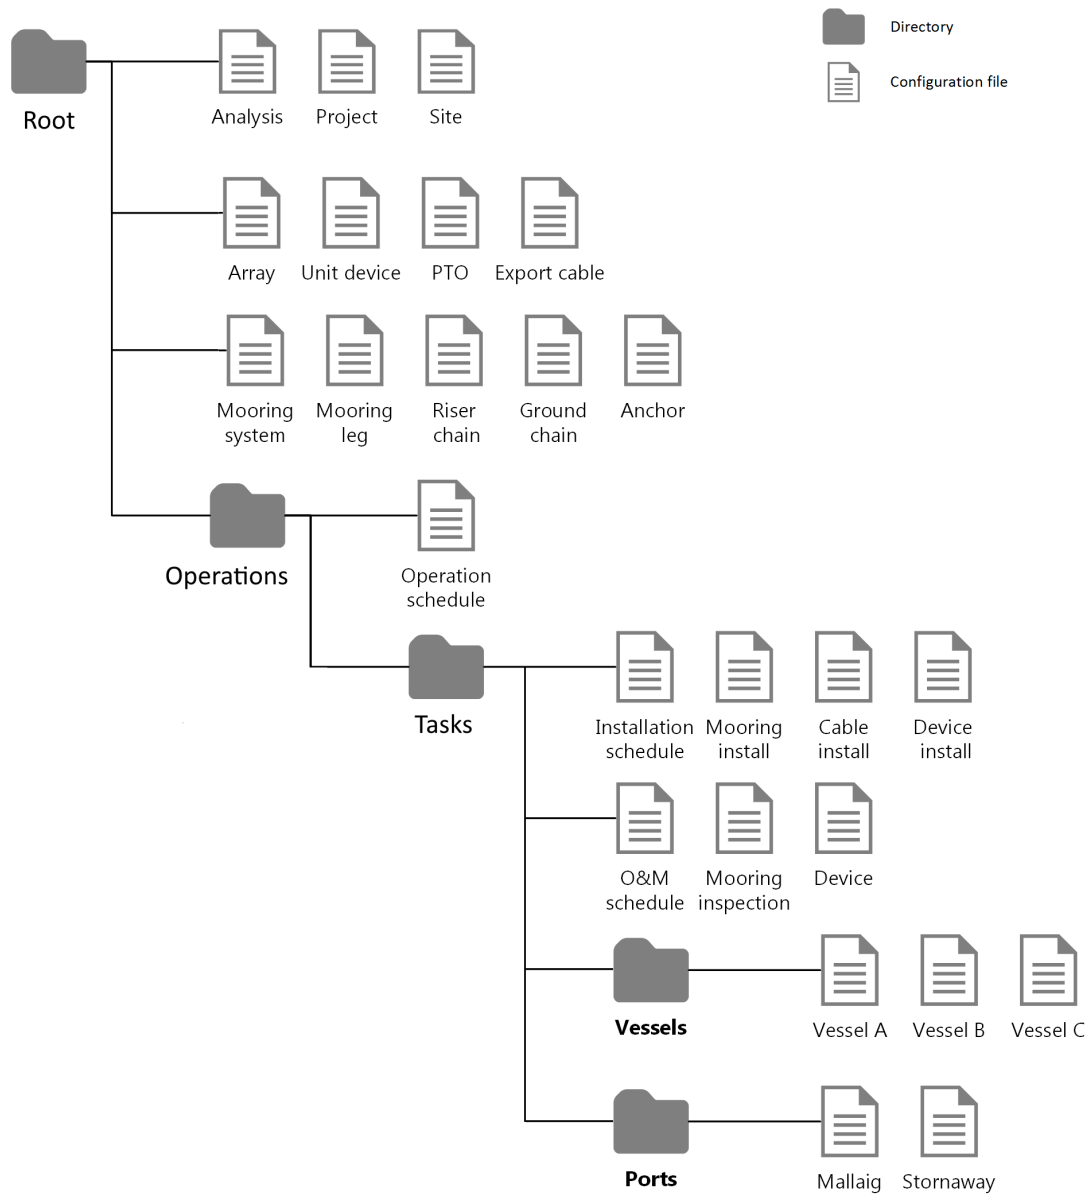 Directory
Configuration file
Root
Analysis
Project
Site
Array
Unit device
PTO
Export cable
Mooring
system
Mooring
leg
Riser
chain
Ground
chain
Anchor
Operations
Operation
schedule
Tasks
Installation
schedule
Mooring
install
Cable
install
Device
install
O&M
schedule
Mooring
inspection
Device
Vessels
Vessel A
Vessel B
Vessel C
Ports
Mallaig
Stornaway